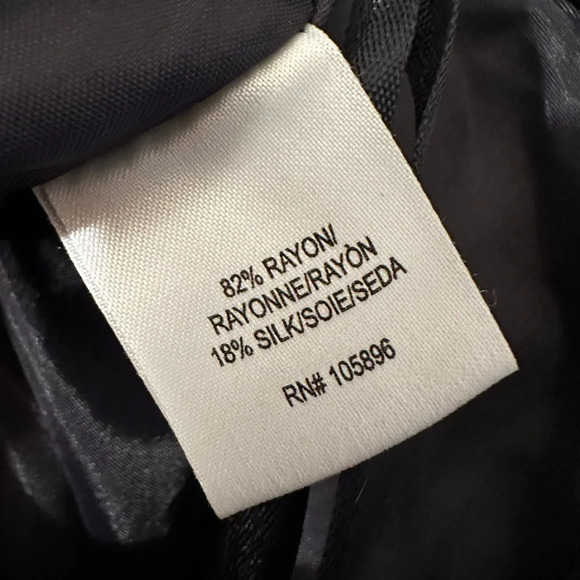 82% RAYON/
RAYONNE/RAYÒN
18% SILK/SOIE/SEDA
RN# 105896